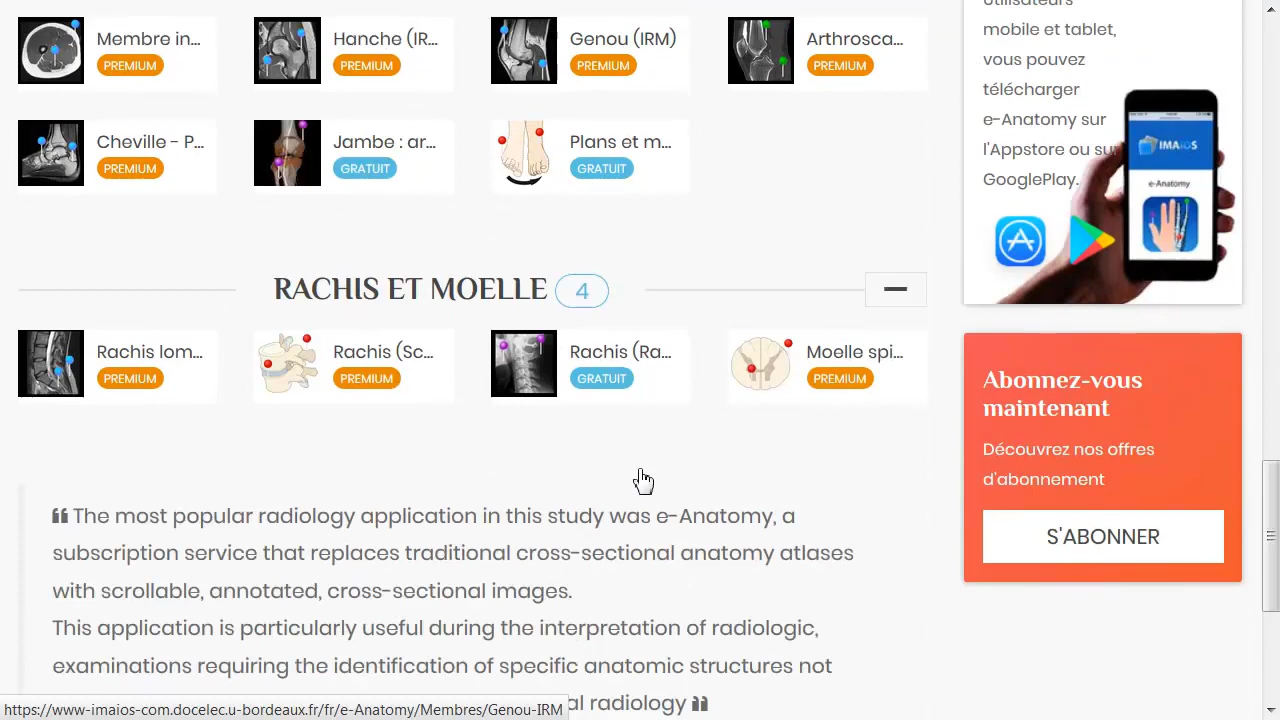 Membre in...
PREMIUM
Hanche (IR...
PREMIUM
Genou (IRM)
PREMIUM
Arthrosca...
PREMIUM
Cheville - P...
PREMIUM
Jambe : ar...
GRATUIT
Plans et m...
GRATUIT
RACHIS ET MOELLE 4
Rachis lom...
PREMIUM
Rachis (Sc...
PREMIUM
Rachis (Ra...
GRATUIT
Moelle spi...
PREMIUM
❝ The most popular radiology application in this study was e-Anatomy, a
subscription service that replaces traditional cross-sectional anatomy atlases
with scrollable, annotated, cross-sectional images.
This application is particularly useful during the interpretation of radiologic,
examinations requiring the identification of specific anatomic structures not
radiology ❞
https://www-imaios-com.docelec.u-bordeaux.fr/fr/e-Anatomy/Membres/Genou-IRM
mobile et tablet,
vous pouvez
télécharger
e-Anatomy sur
l'Appstore ou sur
GooglePlay.
IMAIOS
e-Anatomy
Abonnez-vous
maintenant
Découvrez nos offres
d'abonnement
S'ABONNER